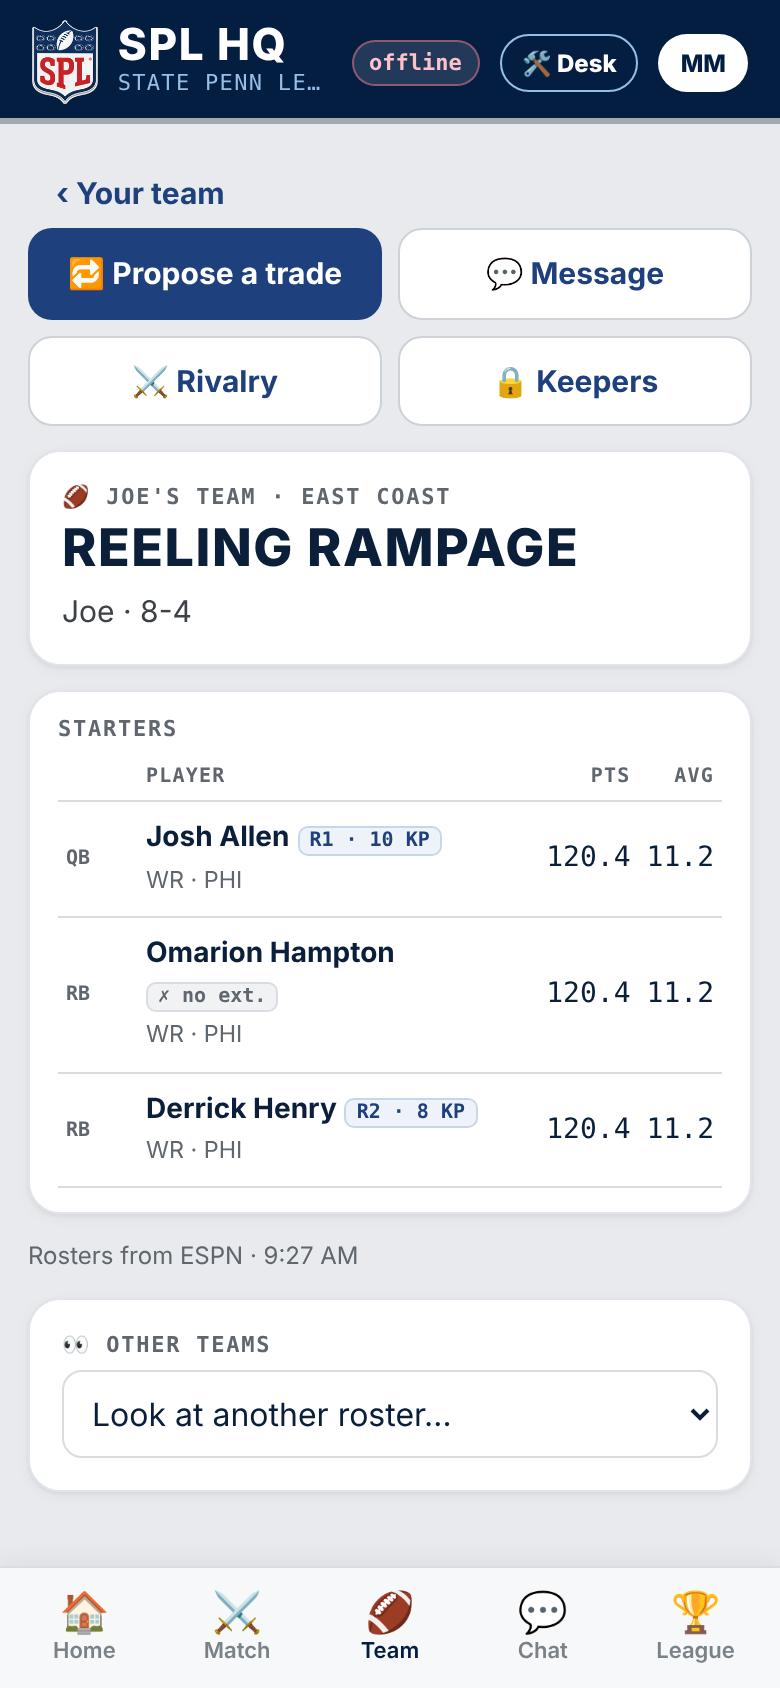 SPL
SPL HQ
STATE PENN LE…
offline
🛠️ Desk
MM
‹ Your team
🔁 Propose a trade
💬 Message
⚔️ Rivalry
🔒 Keepers
🏈 JOE'S TEAM · EAST COAST
REELING RAMPAGE
Joe · 8-4
STARTERS
PLAYER PTS AVG
QB Josh Allen R1 · 10 KP 120.4 11.2
WR · PHI
Omarion Hampton
RB ✗ no ext. 120.4 11.2
WR · PHI
RB Derrick Henry R2 · 8 KP 120.4 11.2
WR · PHI
Rosters from ESPN · 9:27 AM
👀 OTHER TEAMS
Look at another roster…
Home Match Team Chat League